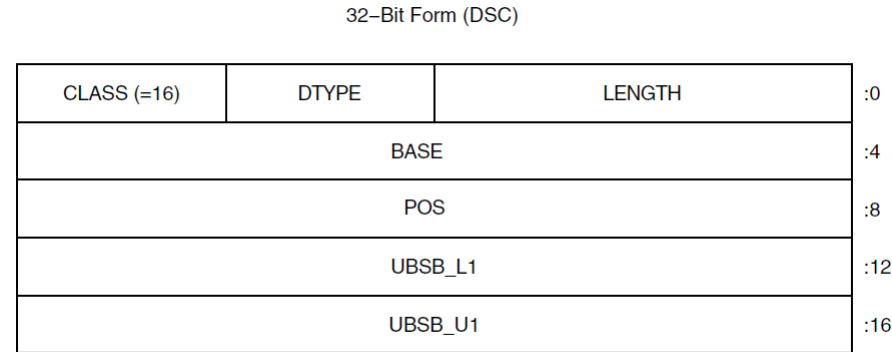 32–Bit Form (DSC)
CLASS (=16) DTYPE LENGTH :0
BASE :4
POS :8
UBSB_L1 :12
UBSB_U1 :16